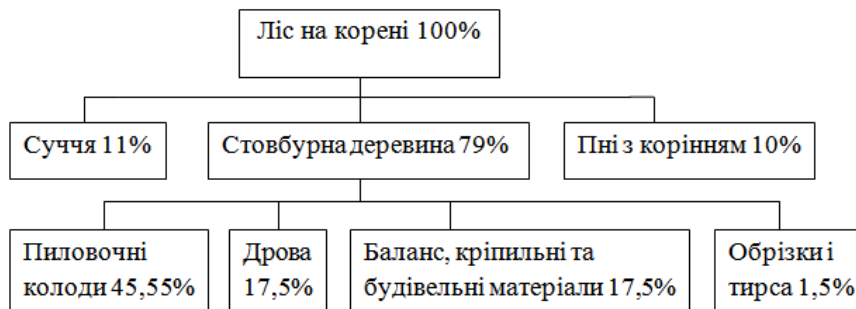 Ліс на корені 100%
Суччя 11%
Стовбурна деревина 79%
Пні з корінням 10%
Пиловочні
колоди 45,55%
Дрова
17,5%
Баланс, кріпильні та
будівельні матеріали 17,5%
Обрізки і
тирса 1,5%